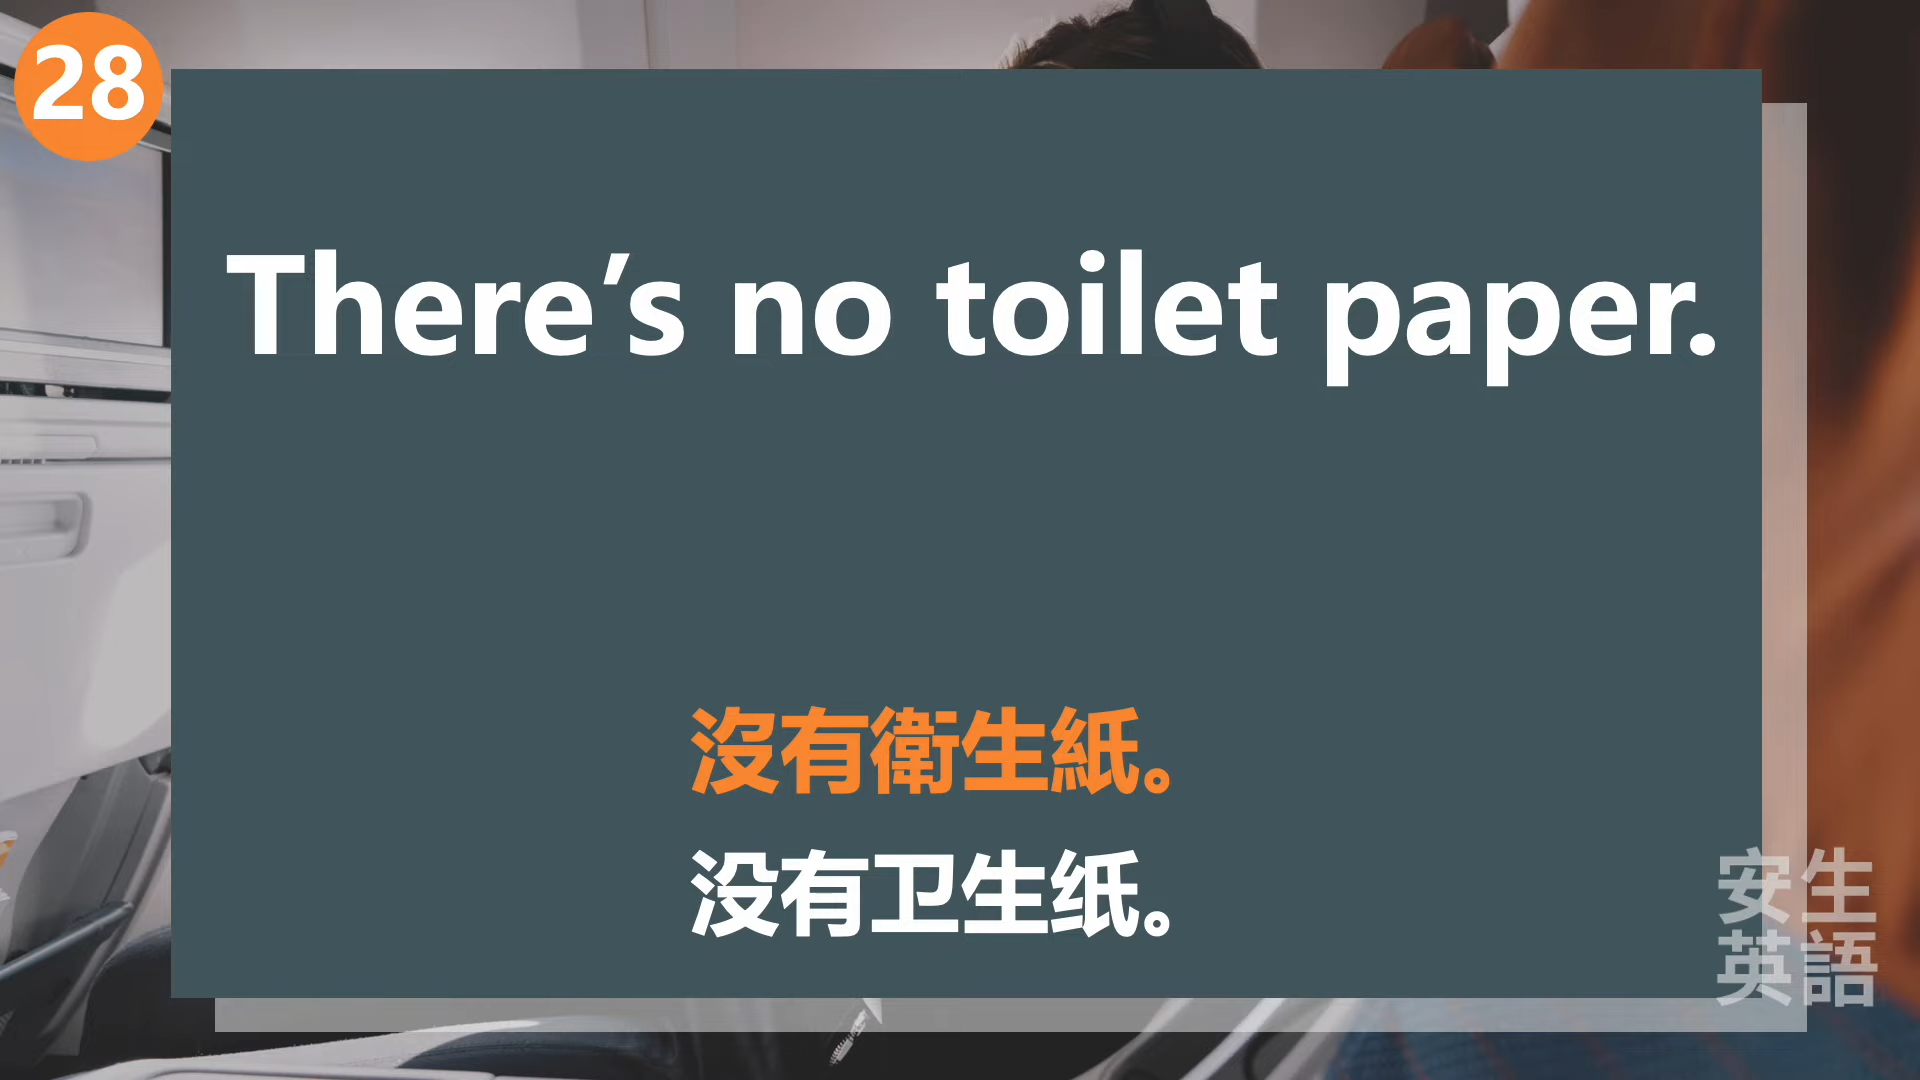 28
There’s no toilet paper.
沒有衛生紙。
没有卫生纸。
安生
英語